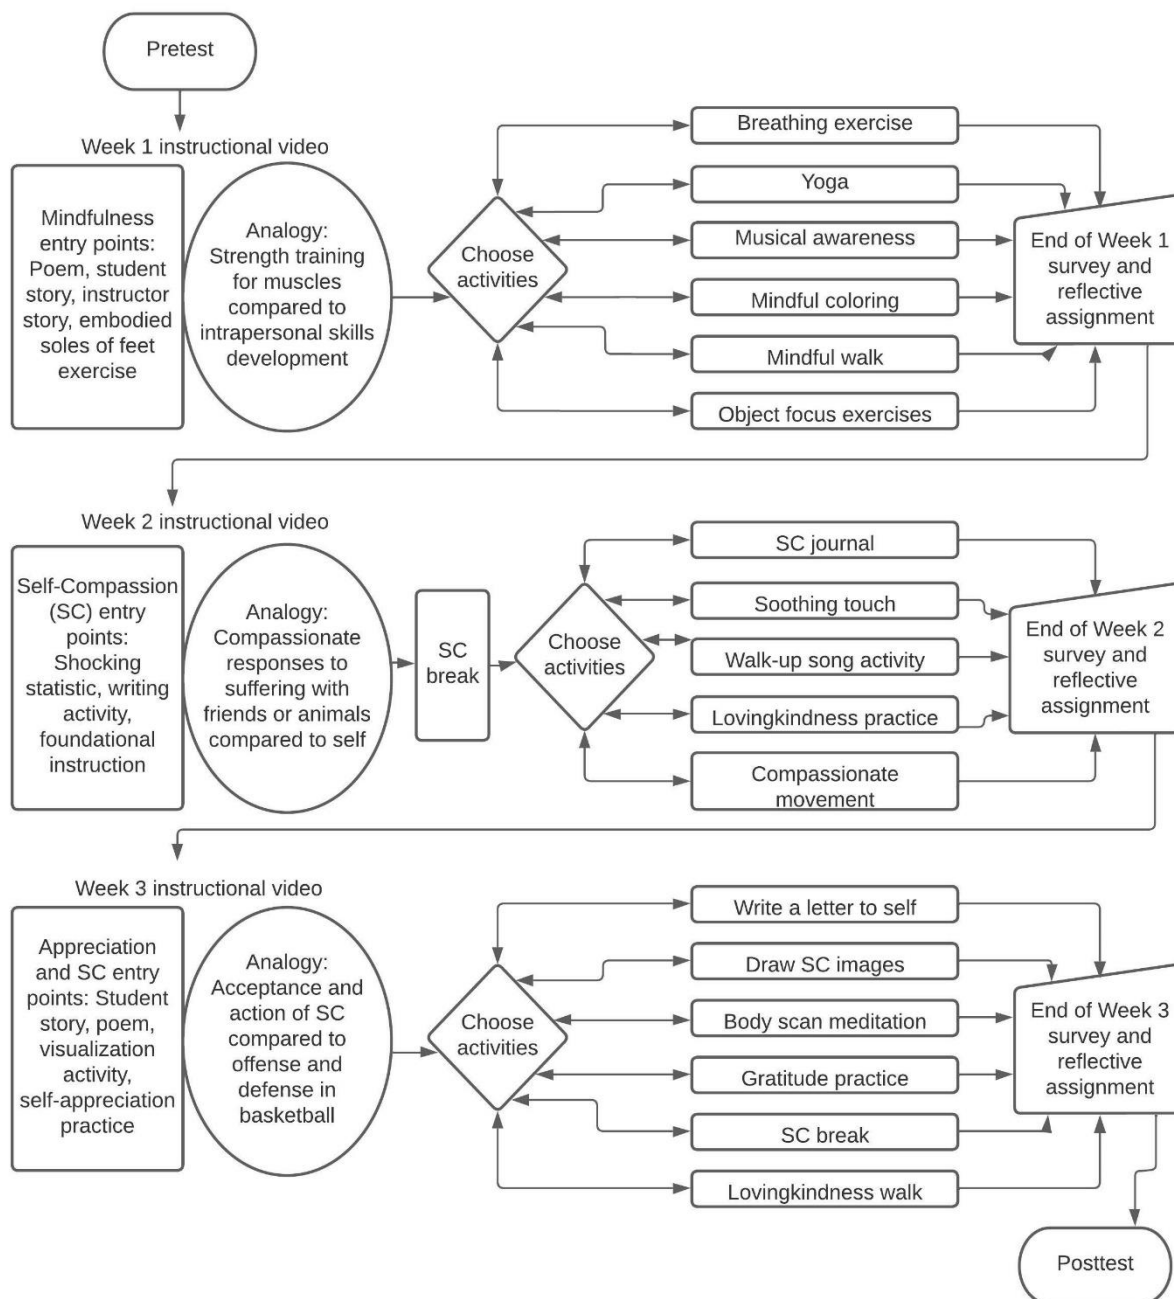 Pretest
Week 1 instructional video
Mindfulness
entry points:
Poem, student
story, instructor
story, embodied
soles of feet
exercise
Analogy:
Strength training
for muscles
compared to
intrapersonal skills
development
Choose
activities
Breathing exercise
Yoga
Musical awareness
Mindful coloring
Mindful walk
Object focus exercises
End of Week 1
survey and
reflective
assignment
Week 2 instructional video
Self-Compassion
(SC) entry
points:
Shocking
statistic, writing
activity,
foundational
instruction
Analogy:
Compassionate
responses to
suffering with
friends or animals
compared to self
SC
break
Choose
activities
SC journal
Soothing touch
Walk-up song activity
Lovingkindness practice
Compassionate
movement
End of Week 2
survey and
reflective
assignment
Week 3 instructional video
Appreciation
and SC entry
points: Student
story, poem,
visualization
activity,
self-appreciation
practice
Analogy:
Acceptance and
action of SC
compared to
offense and
defense in
basketball
Choose
activities
Write a letter to self
Draw SC images
Body scan meditation
Gratitude practice
SC break
Lovingkindness walk
End of Week 3
survey and
reflective
assignment
Posttest